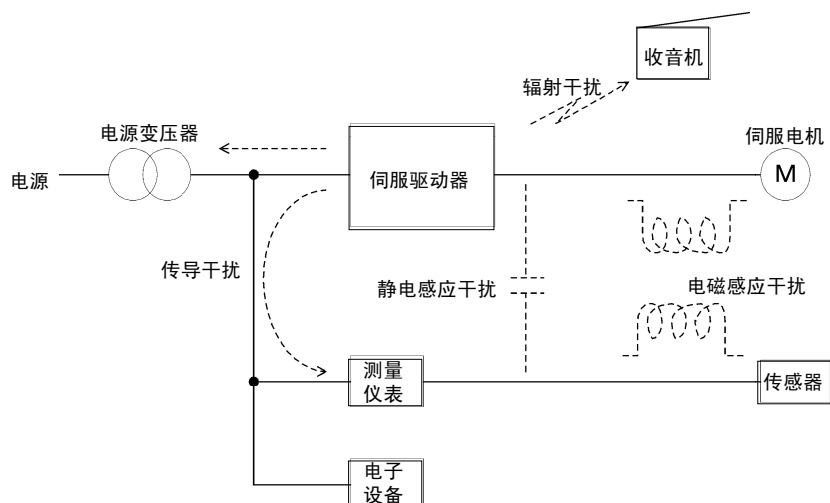 收音机
辐射干扰
电源变压器
伺服电机
电源
伺服驱动器
M
传导干扰
静电感应干扰
电磁感应干扰
测量
仪表
传感器
电子
设备